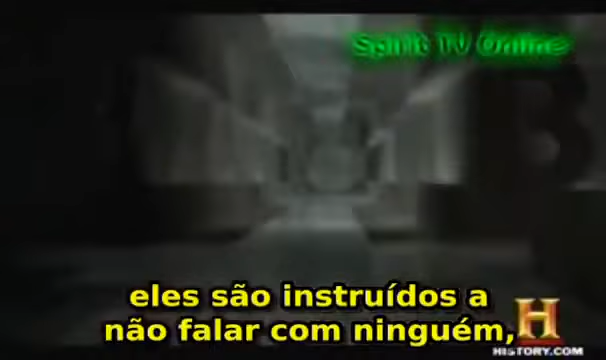 Spirit TV Online
eles são instruídos a
não falar com ninguém,
H
HISTORY.COM